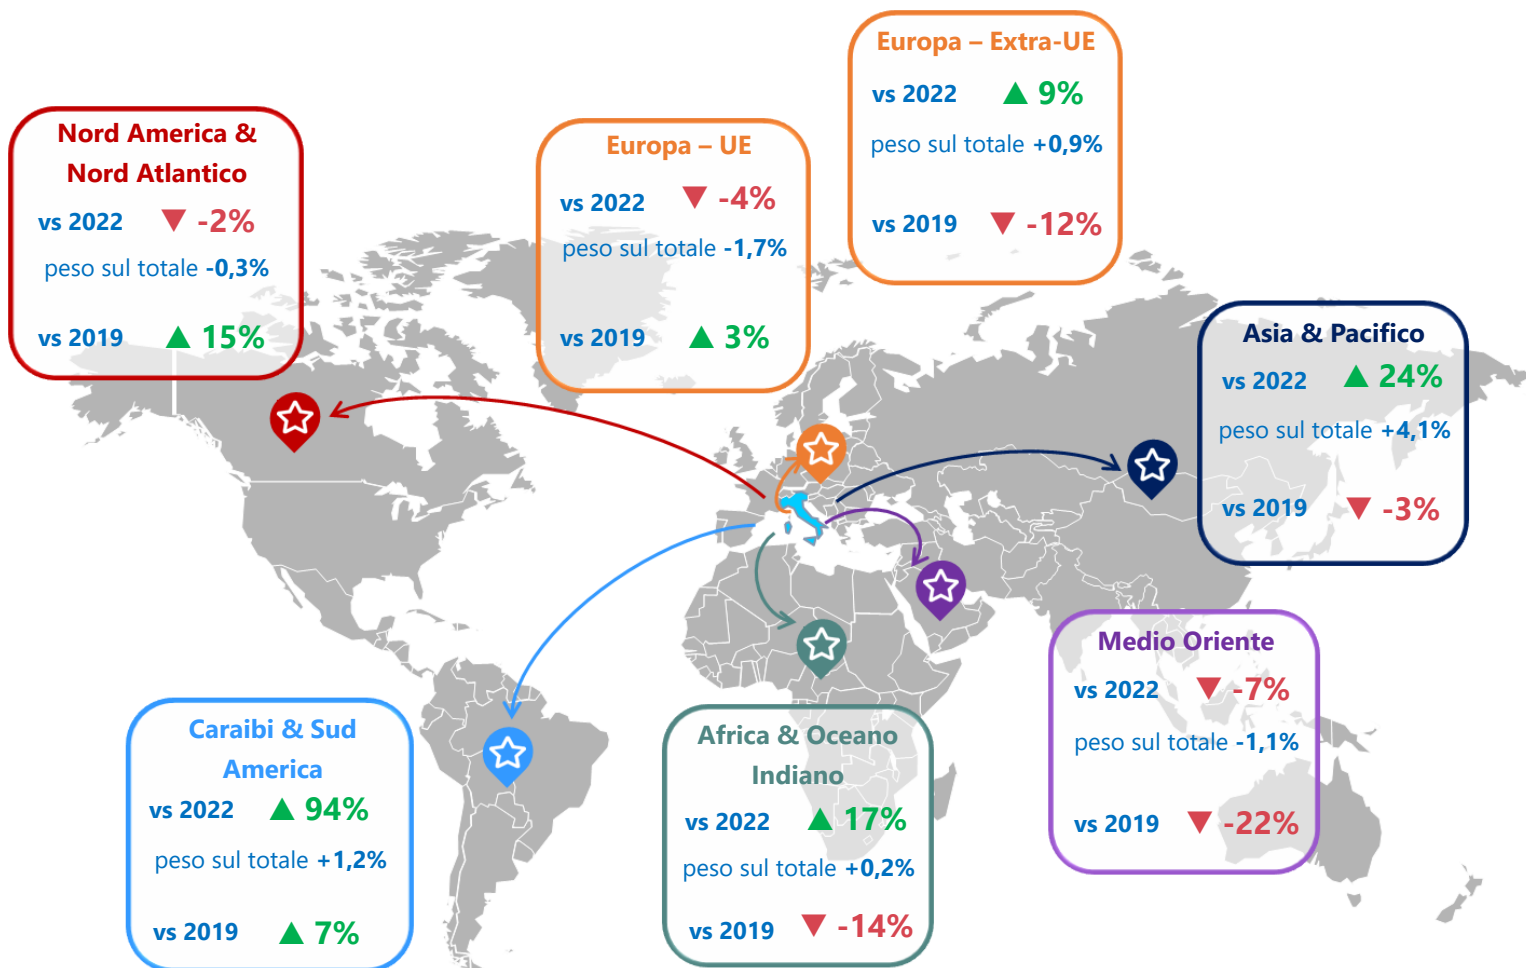 Europa – Extra-UE
vs 2022 ▲ 9%
peso sul totale +0,9%
vs 2019 ▼ -12%
Nord America &
Nord Atlantico
vs 2022 ▼ -2%
peso sul totale -0,3%
vs 2019 ▲ 15%
Europa – UE
vs 2022 ▼ -4%
peso sul totale -1,7%
vs 2019 ▲ 3%
Asia & Pacifico
vs 2022 ▲ 24%
peso sul totale +4,1%
vs 2019 ▼ -3%
Medio Oriente
vs 2022 ▼ -7%
peso sul totale -1,1%
vs 2019 ▼ -22%
Caraibi & Sud
America
vs 2022 ▲ 94%
peso sul totale +1,2%
vs 2019 ▲ 7%
Africa & Oceano
Indiano
vs 2022 ▲ 17%
peso sul totale +0,2%
vs 2019 ▼ -14%